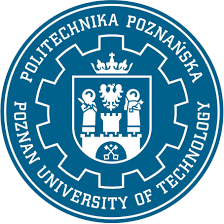 POLITECHNIKA POZNAŃSKA
POZNAN UNIVERSITY OF TECHNOLOGY